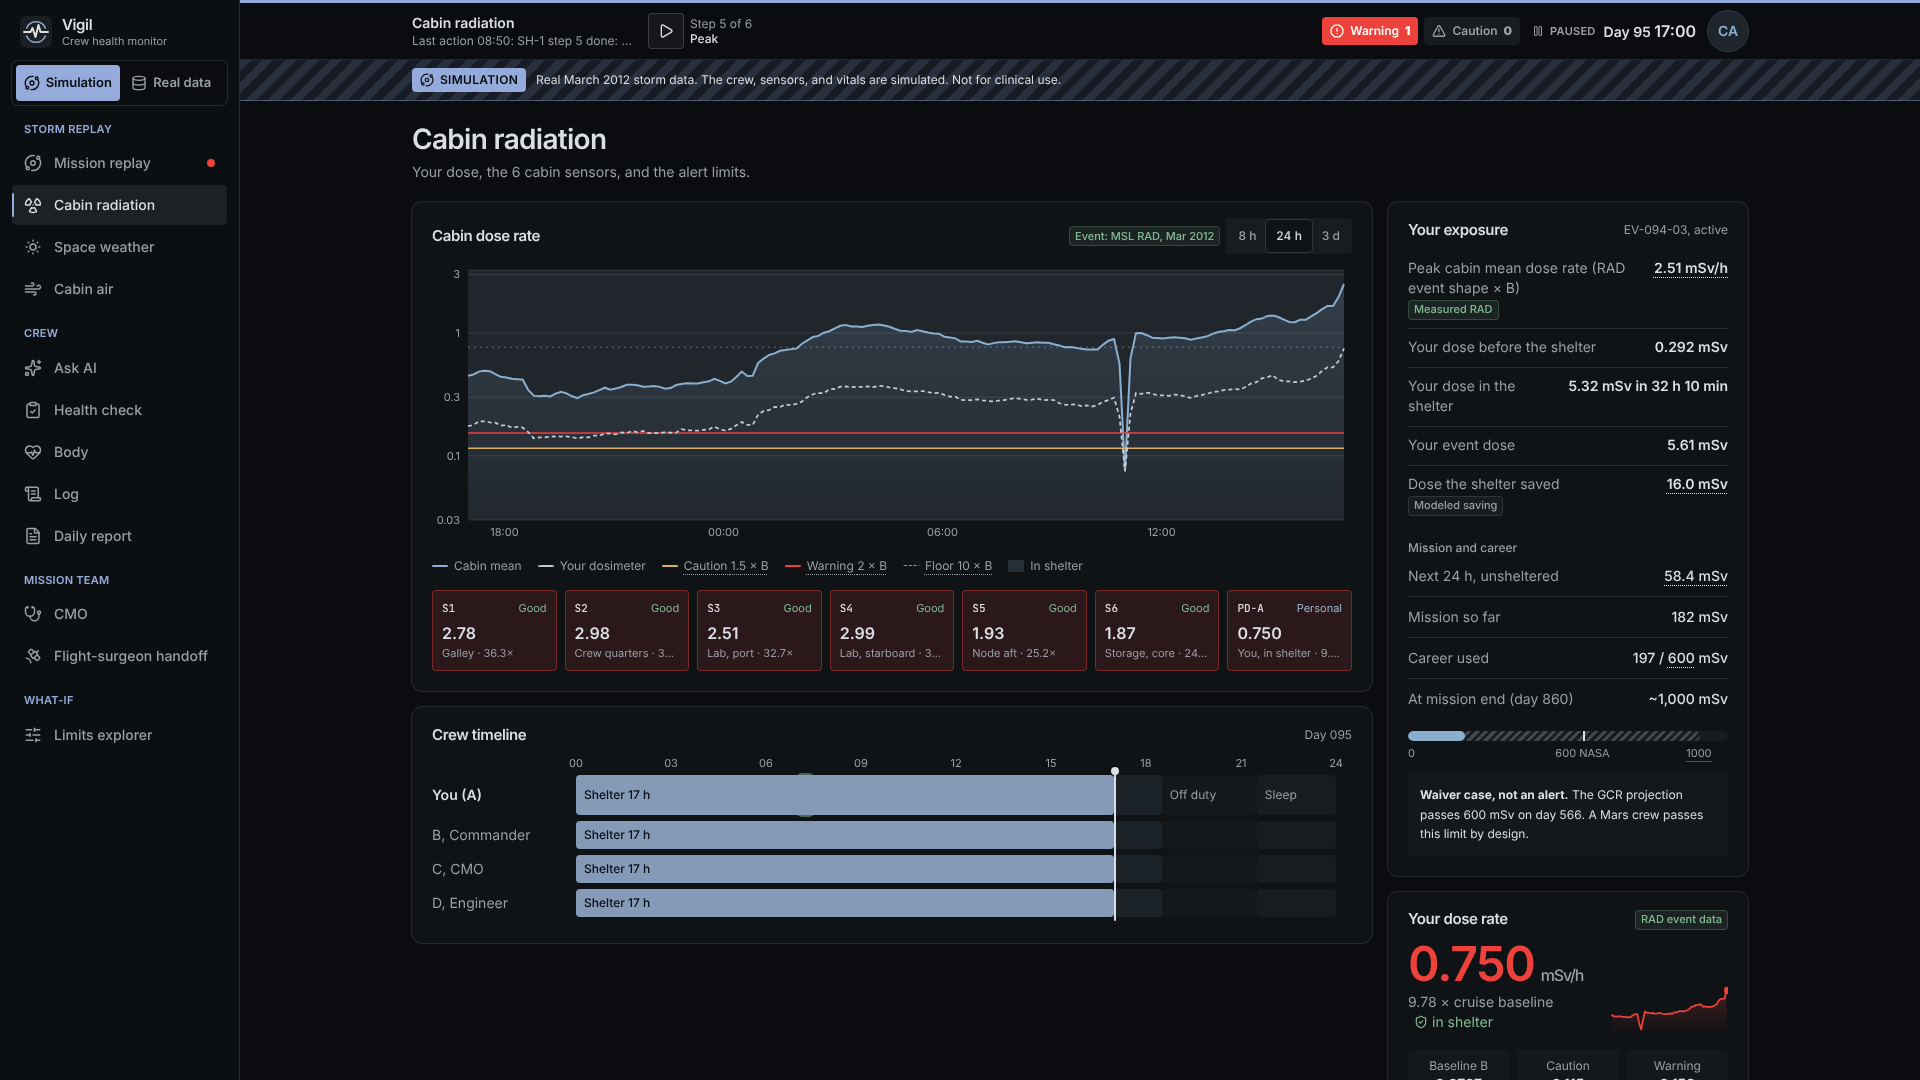 Vigil
Crew health monitor
Simulation
Real data
STORM REPLAY
Mission replay
Cabin radiation
Space weather
Cabin air
CREW
Ask AI
Health check
Body
Log
Daily report
MISSION TEAM
CMO
Flight-surgeon handoff
WHAT-IF
Limits explorer
Cabin radiation
Last action 08:50: SH-1 step 5 done: ...
Step 5 of 6
Peak
Warning 1
Caution 0
PAUSED
Day 95 17:00
CA
SIMULATION
Real March 2012 storm data. The crew, sensors, and vitals are simulated. Not for clinical use.
Cabin radiation
Your dose, the 6 cabin sensors, and the alert limits.
Cabin dose rate
Event: MSL RAD, Mar 2012
8 h
24 h
3 d
3
1
0.3
0.1
0.03
18:00
00:00
06:00
12:00
Cabin mean
Your dosimeter
Caution 1.5 × B
Warning 2 × B
Floor 10 × B
In shelter
S1 Good
2.78
Galley · 36.3×
S2 Good
2.98
Crew quarters · 3...
S3 Good
2.51
Lab, port · 32.7×
S4 Good
2.99
Lab, starboard · 3...
S5 Good
1.93
Node aft · 25.2×
S6 Good
1.87
Storage, core · 24...
PD-A Personal
0.750
You, in shelter · 9....
Crew timeline
Day 095
00 03 06 09 12 15 18 21 24
You (A)
Shelter 17 h
Off duty
Sleep
B, Commander
Shelter 17 h
C, CMO
Shelter 17 h
D, Engineer
Shelter 17 h
Your exposure
EV-094-03, active
Peak cabin mean dose rate (RAD
event shape × B)
2.51 mSv/h
Measured RAD
Your dose before the shelter
0.292 mSv
Your dose in the
shelter
5.32 mSv in 32 h 10 min
Your event dose
5.61 mSv
Dose the shelter saved
16.0 mSv
Modeled saving
Mission and career
Next 24 h, unsheltered
58.4 mSv
Mission so far
182 mSv
Career used
197 / 600 mSv
At mission end (day 860)
~1,000 mSv
0
600 NASA
1000
Waiver case, not an alert. The GCR projection
passes 600 mSv on day 566. A Mars crew passes
this limit by design.
Your dose rate
RAD event data
0.750 mSv/h
9.78 × cruise baseline
in shelter
Baseline B
Caution
Warning